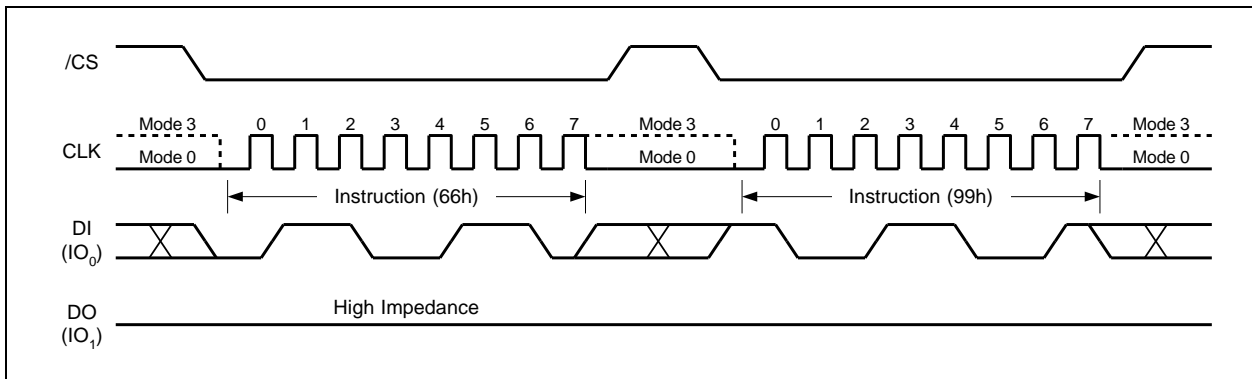 /CS
Mode 3 0 1 2 3 4 5 6 7 Mode 3 0 1 2 3 4 5 6 7 Mode 3
CLK Mode 0 Mode 0 Mode 0
Instruction (66h) Instruction (99h)
DI
(IO0)
High Impedance
DO
(IO1)